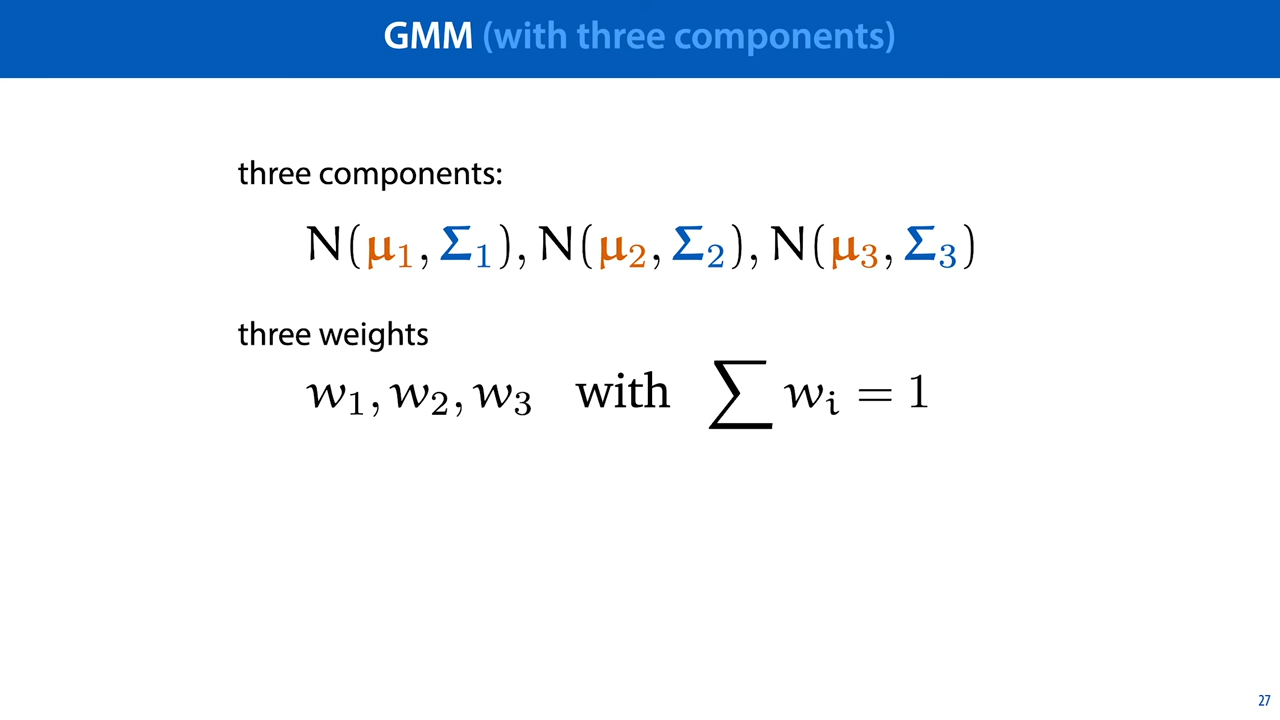 GMM (with three components)
three components:
N(μ₁, Σ₁), N(μ₂, Σ₂), N(μ₃, Σ₃)
three weights
w₁, w₂, w₃ with ∑ wᵢ = 1
27